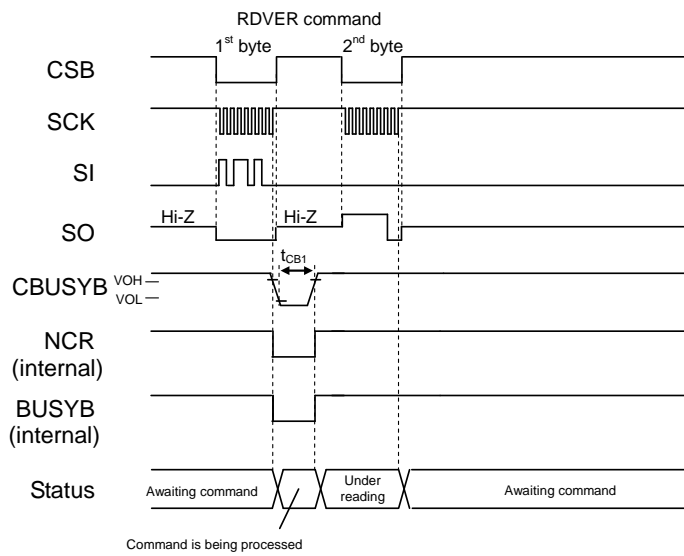 RDVER command
1st byte
2nd byte
CSB
SCK
SI
Hi-Z
Hi-Z
SO
tCB1
CBUSYB
VOH
VOL
NCR
(internal)
BUSYB
(internal)
Status
Awaiting command
Under
reading
Awaiting command
Command is being processed